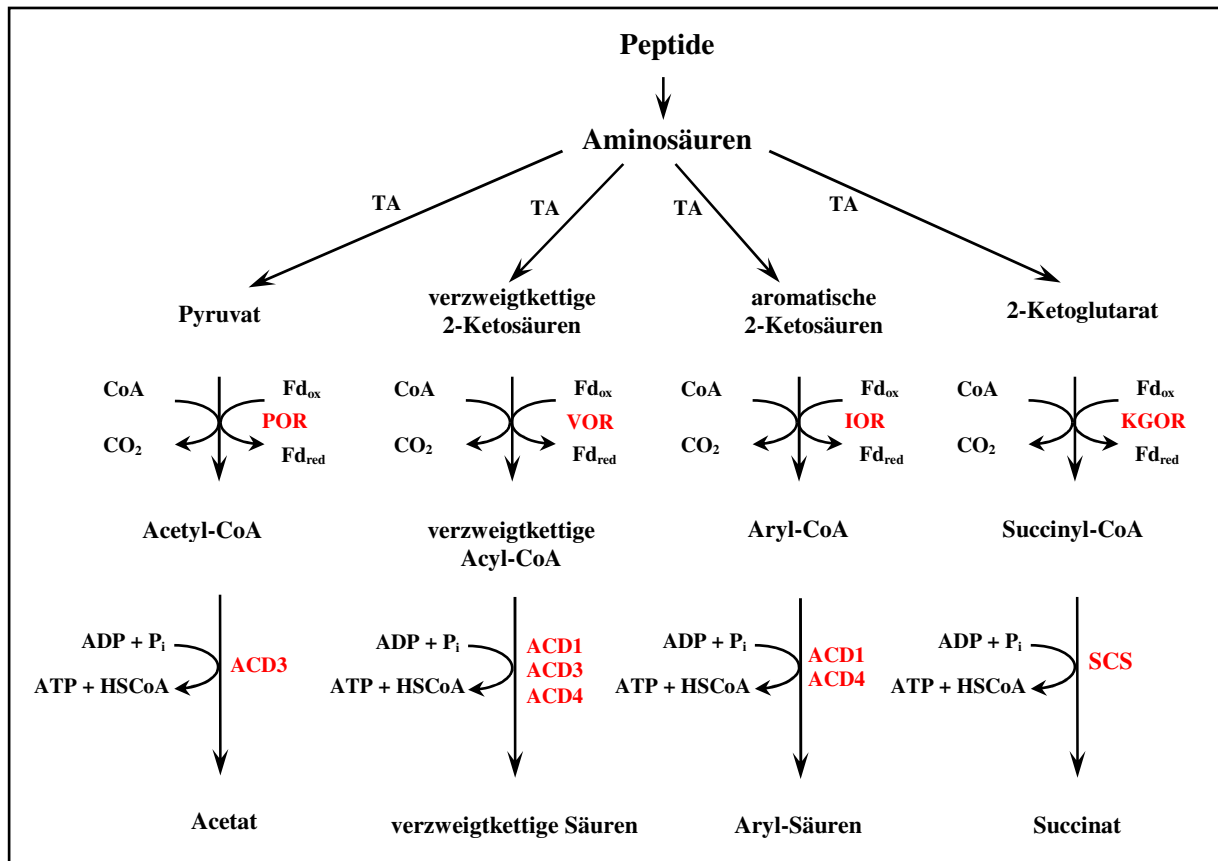 Peptide
Aminosäuren
TA
TA
TA
TA
Pyruvat
verzweigtkettige
2-Ketosäuren
aromatische
2-Ketosäuren
2-Ketoglutarat
CoA
Fdox
POR
CO2
Fdred
CoA
Fdox
VOR
CO2
Fdred
CoA
Fdox
IOR
CO2
Fdred
CoA
Fdox
KGOR
CO2
Fdred
Acetyl-CoA
verzweigtkettige
Acyl-CoA
Aryl-CoA
Succinyl-CoA
ADP + Pi
ACD3
ATP + HSCoA
ADP + Pi
ACD1
ACD3
ACD4
ATP + HSCoA
ADP + Pi
ACD1
ACD4
ATP + HSCoA
ADP + Pi
SCS
ATP + HSCoA
Acetat
verzweigtkettige Säuren
Aryl-Säuren
Succinat